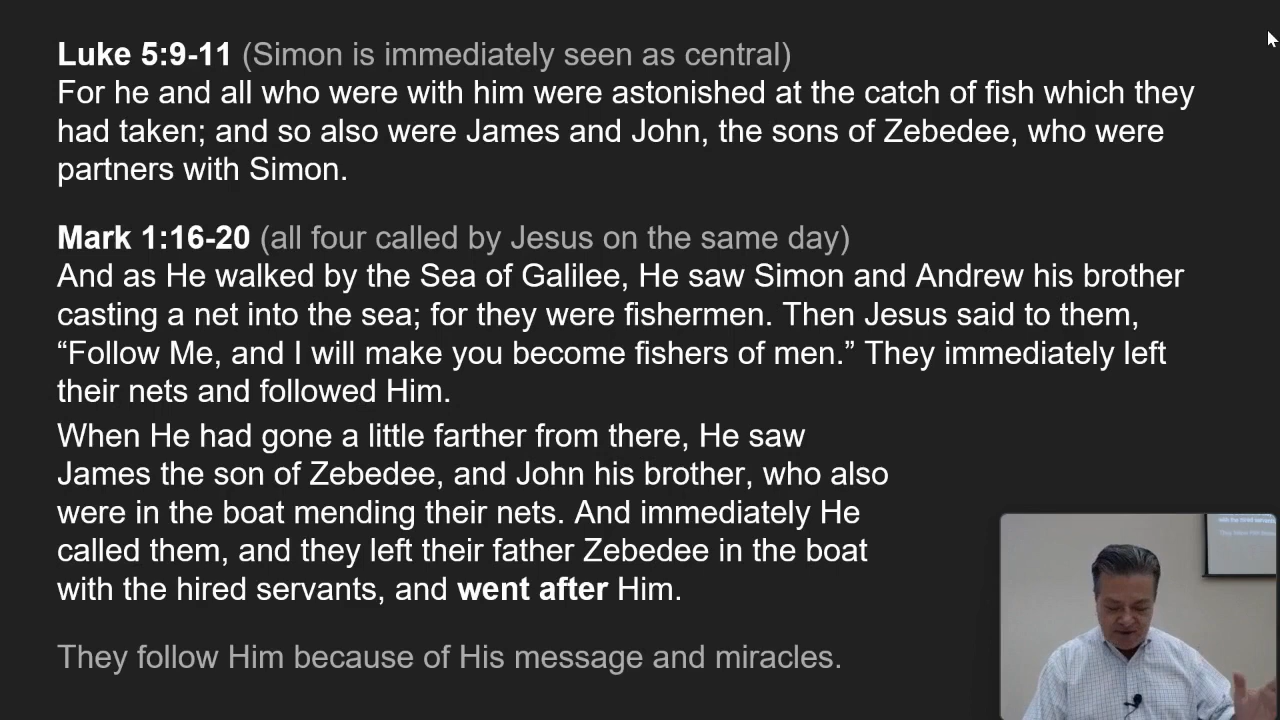 Luke 5:9-11 (Simon is immediately seen as central)
For he and all who were with him were astonished at the catch of fish which they
had taken; and so also were James and John, the sons of Zebedee, who were
partners with Simon.
Mark 1:16-20 (all four called by Jesus on the same day)
And as He walked by the Sea of Galilee, He saw Simon and Andrew his brother
casting a net into the sea; for they were fishermen. Then Jesus said to them,
“Follow Me, and I will make you become fishers of men.” They immediately left
their nets and followed Him.
When He had gone a little farther from there, He saw
James the son of Zebedee, and John his brother, who also
were in the boat mending their nets. And immediately He
called them, and they left their father Zebedee in the boat
with the hired servants, and went after Him.
They follow Him because of His message and miracles.